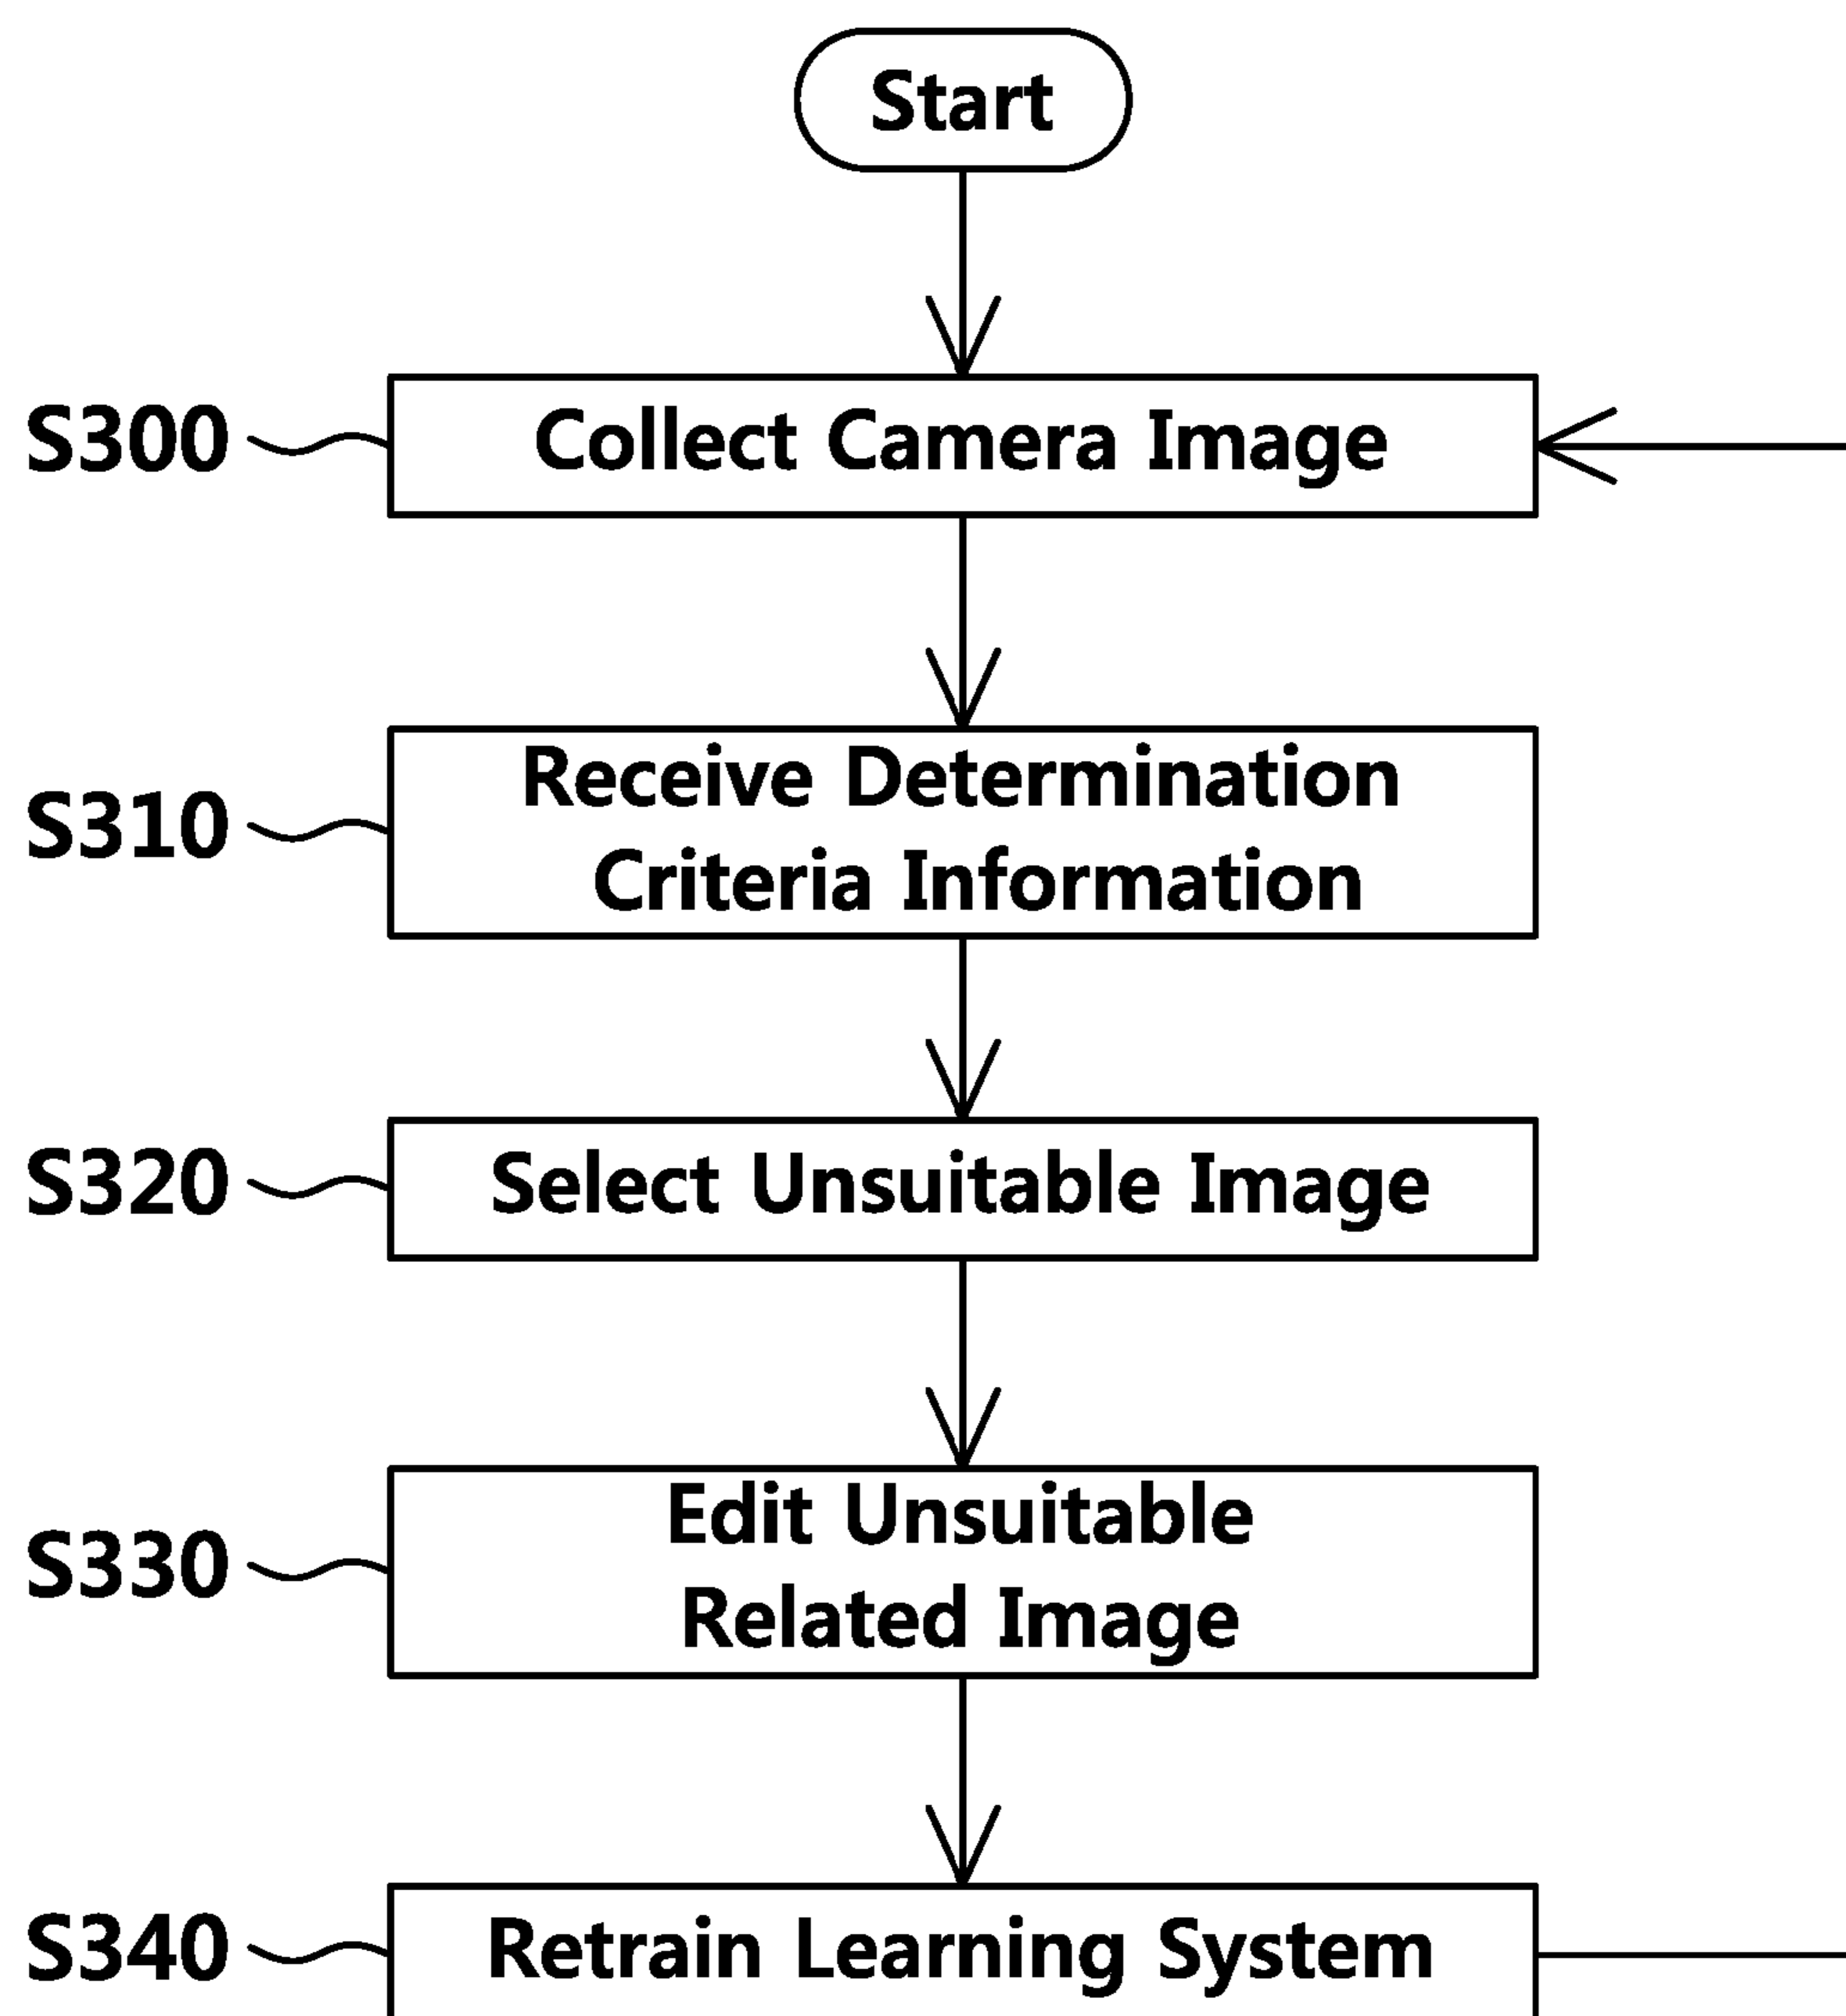 Start
S300
Collect Camera Image
S310
Receive Determination
Criteria Information
S320
Select Unsuitable Image
S330
Edit Unsuitable
Related Image
S340
Retrain Learning System